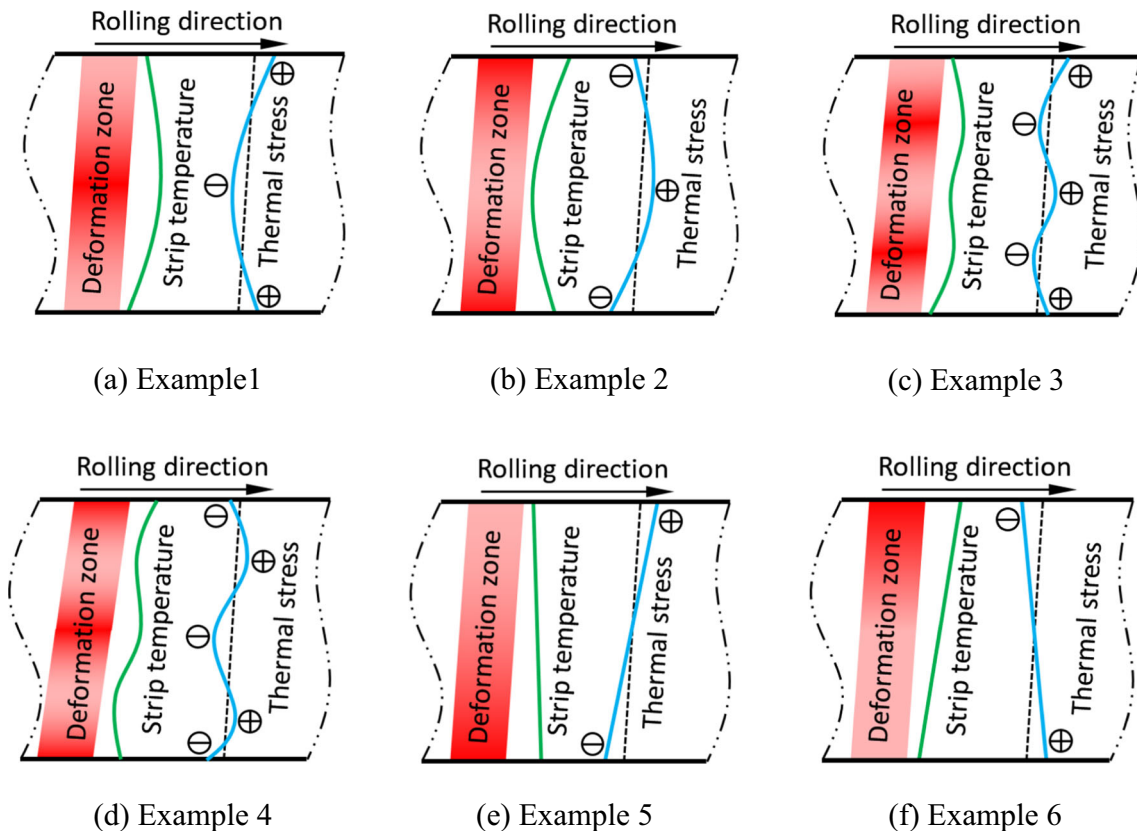 Rolling direction
Deformation zone
Strip temperature
Thermal stress
⊕
⊖
⊕
(a) Example1
Rolling direction
Deformation zone
Strip temperature
Thermal stress
⊖
⊕
⊖
(b) Example 2
Rolling direction
Deformation zone
Strip temperature
Thermal stress
⊕
⊖
⊕
⊖
⊕
(c) Example 3
Rolling direction
Deformation zone
Strip temperature
Thermal stress
⊖
⊕
⊖
⊕
⊖
(d) Example 4
Rolling direction
Deformation zone
Strip temperature
Thermal stress
⊕
⊖
(e) Example 5
Rolling direction
Deformation zone
Strip temperature
Thermal stress
⊖
⊕
(f) Example 6